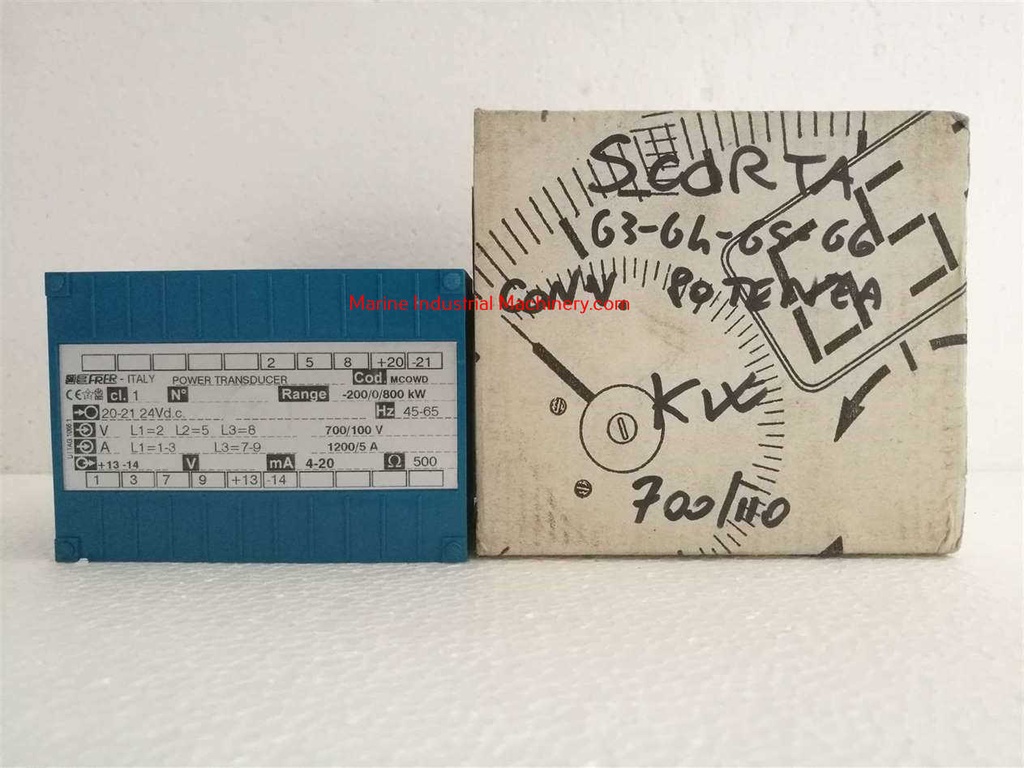 2 5 8 +20 -21
FRER - ITALY POWER TRANSDUCER Cod. MCOWD
CE cl. 1 N° Range -200/0/800 kW
20-21 24Vd.c. Hz 45-65
V L1=2 L2=5 L3=8 700/100 V
A L1=1-3 L3=7-9 1200/5 A
+13 -14 V mA 4-20 Ω 500
1 3 7 9 +13 -14
SCORTA
G3-G4-G5-G6
CONV POTENZA
KW
700/110
Marine Industrial Machinery.com